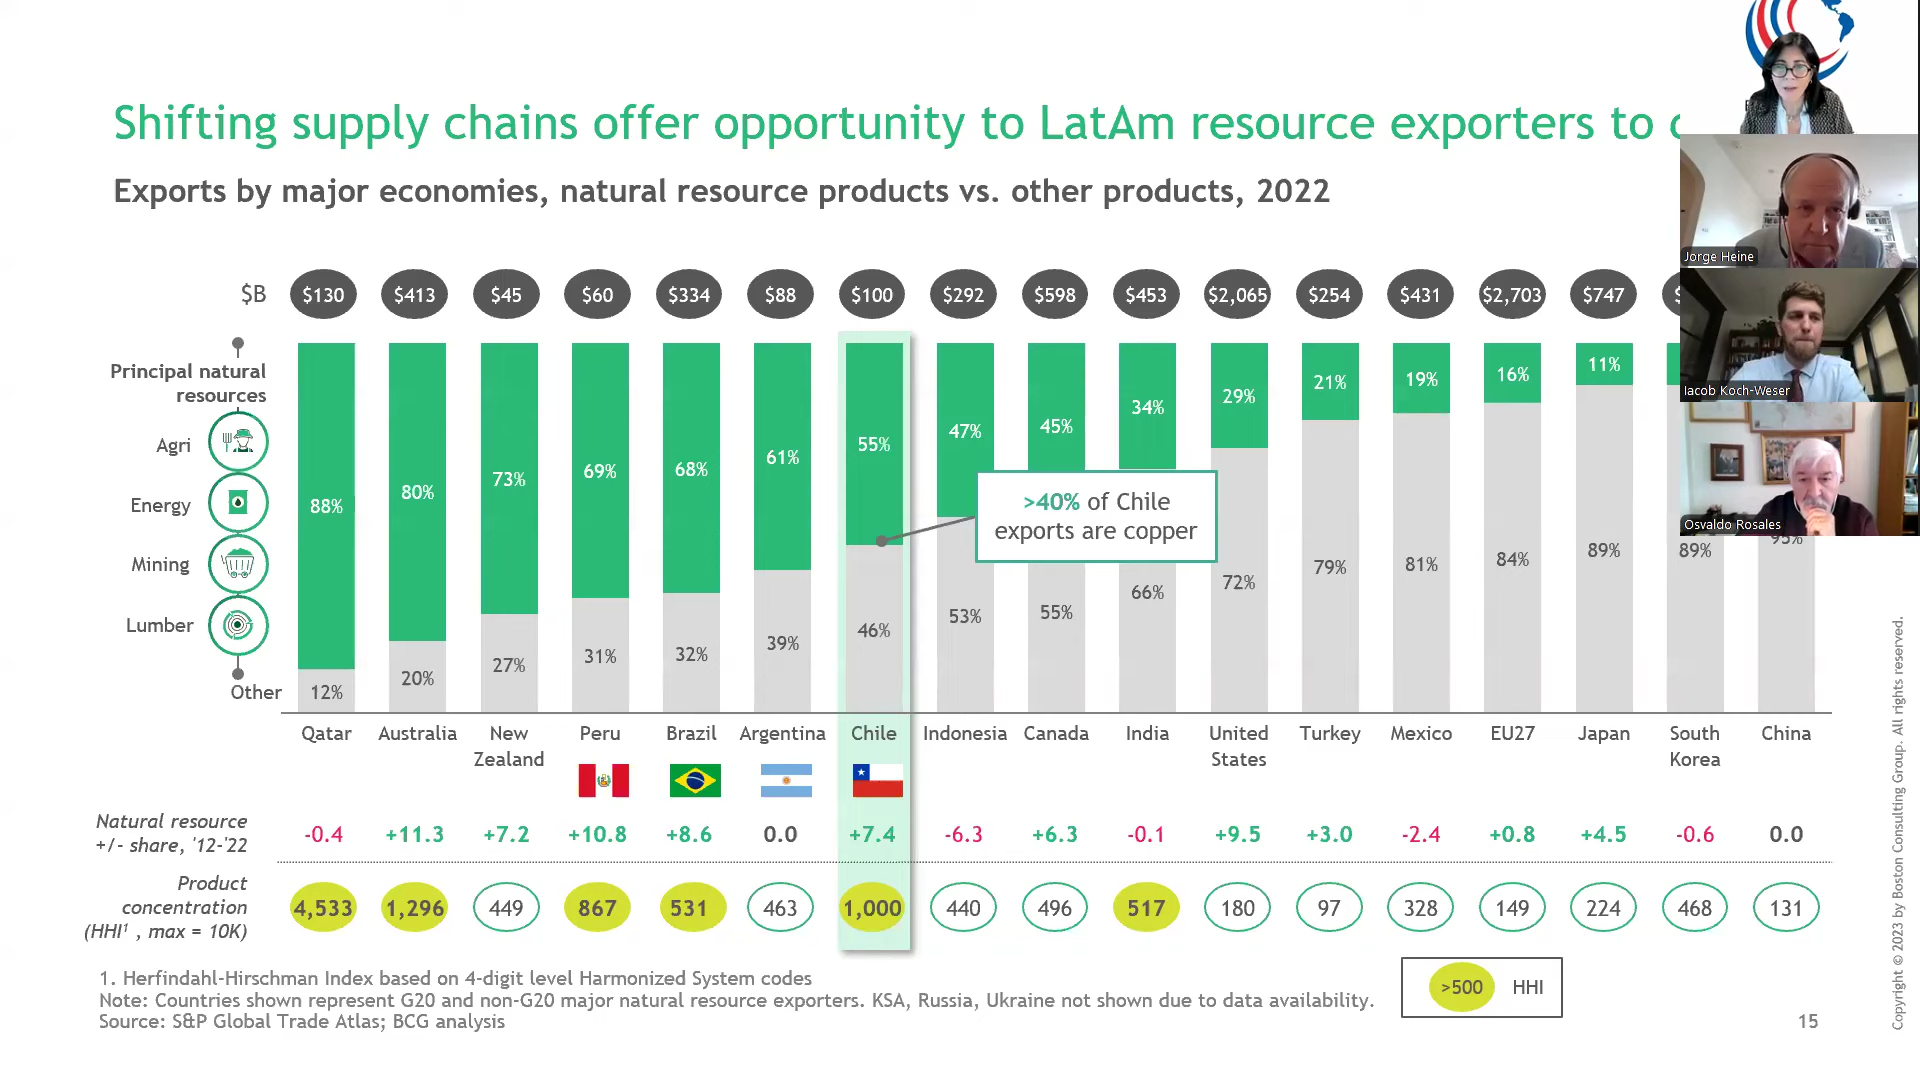 Shifting supply chains offer opportunity to LatAm resource exporters to
Exports by major economies, natural resource products vs. other products, 2022
$B $130 $413 $45 $60 $334 $88 $100 $292 $598 $453 $2,065 $254 $431 $2,703 $747
Principal natural
resources
Agri
Energy
Mining
Lumber
Other
88% 80% 73% 69% 68% 61% 55% 47% 45% 34% 29% 21% 19% 16% 11%
>40% of Chile
exports are copper
12% 20% 27% 31% 32% 39% 46% 53% 55% 66% 72% 79% 81% 84% 89% 89% 95%
Qatar Australia New Zealand Peru Brazil Argentina Chile Indonesia Canada India United States Turkey Mexico EU27 Japan South Korea China
Natural resource
+/- share, '12-'22
-0.4 +11.3 +7.2 +10.8 +8.6 0.0 +7.4 -6.3 +6.3 -0.1 +9.5 +3.0 -2.4 +0.8 +4.5 -0.6 0.0
Product
concentration
(HHI¹ , max = 10K)
4,533 1,296 449 867 531 463 1,000 440 496 517 180 97 328 149 224 468 131
1. Herfindahl-Hirschman Index based on 4-digit level Harmonized System codes
Note: Countries shown represent G20 and non-G20 major natural resource exporters. KSA, Russia, Ukraine not shown due to data availability.
Source: S&P Global Trade Atlas; BCG analysis
>500 HHI
15
Copyright © 2023 by Boston Consulting Group. All rights reserved.
Jorge Heine
Koch-Weser
Osvaldo Rosales